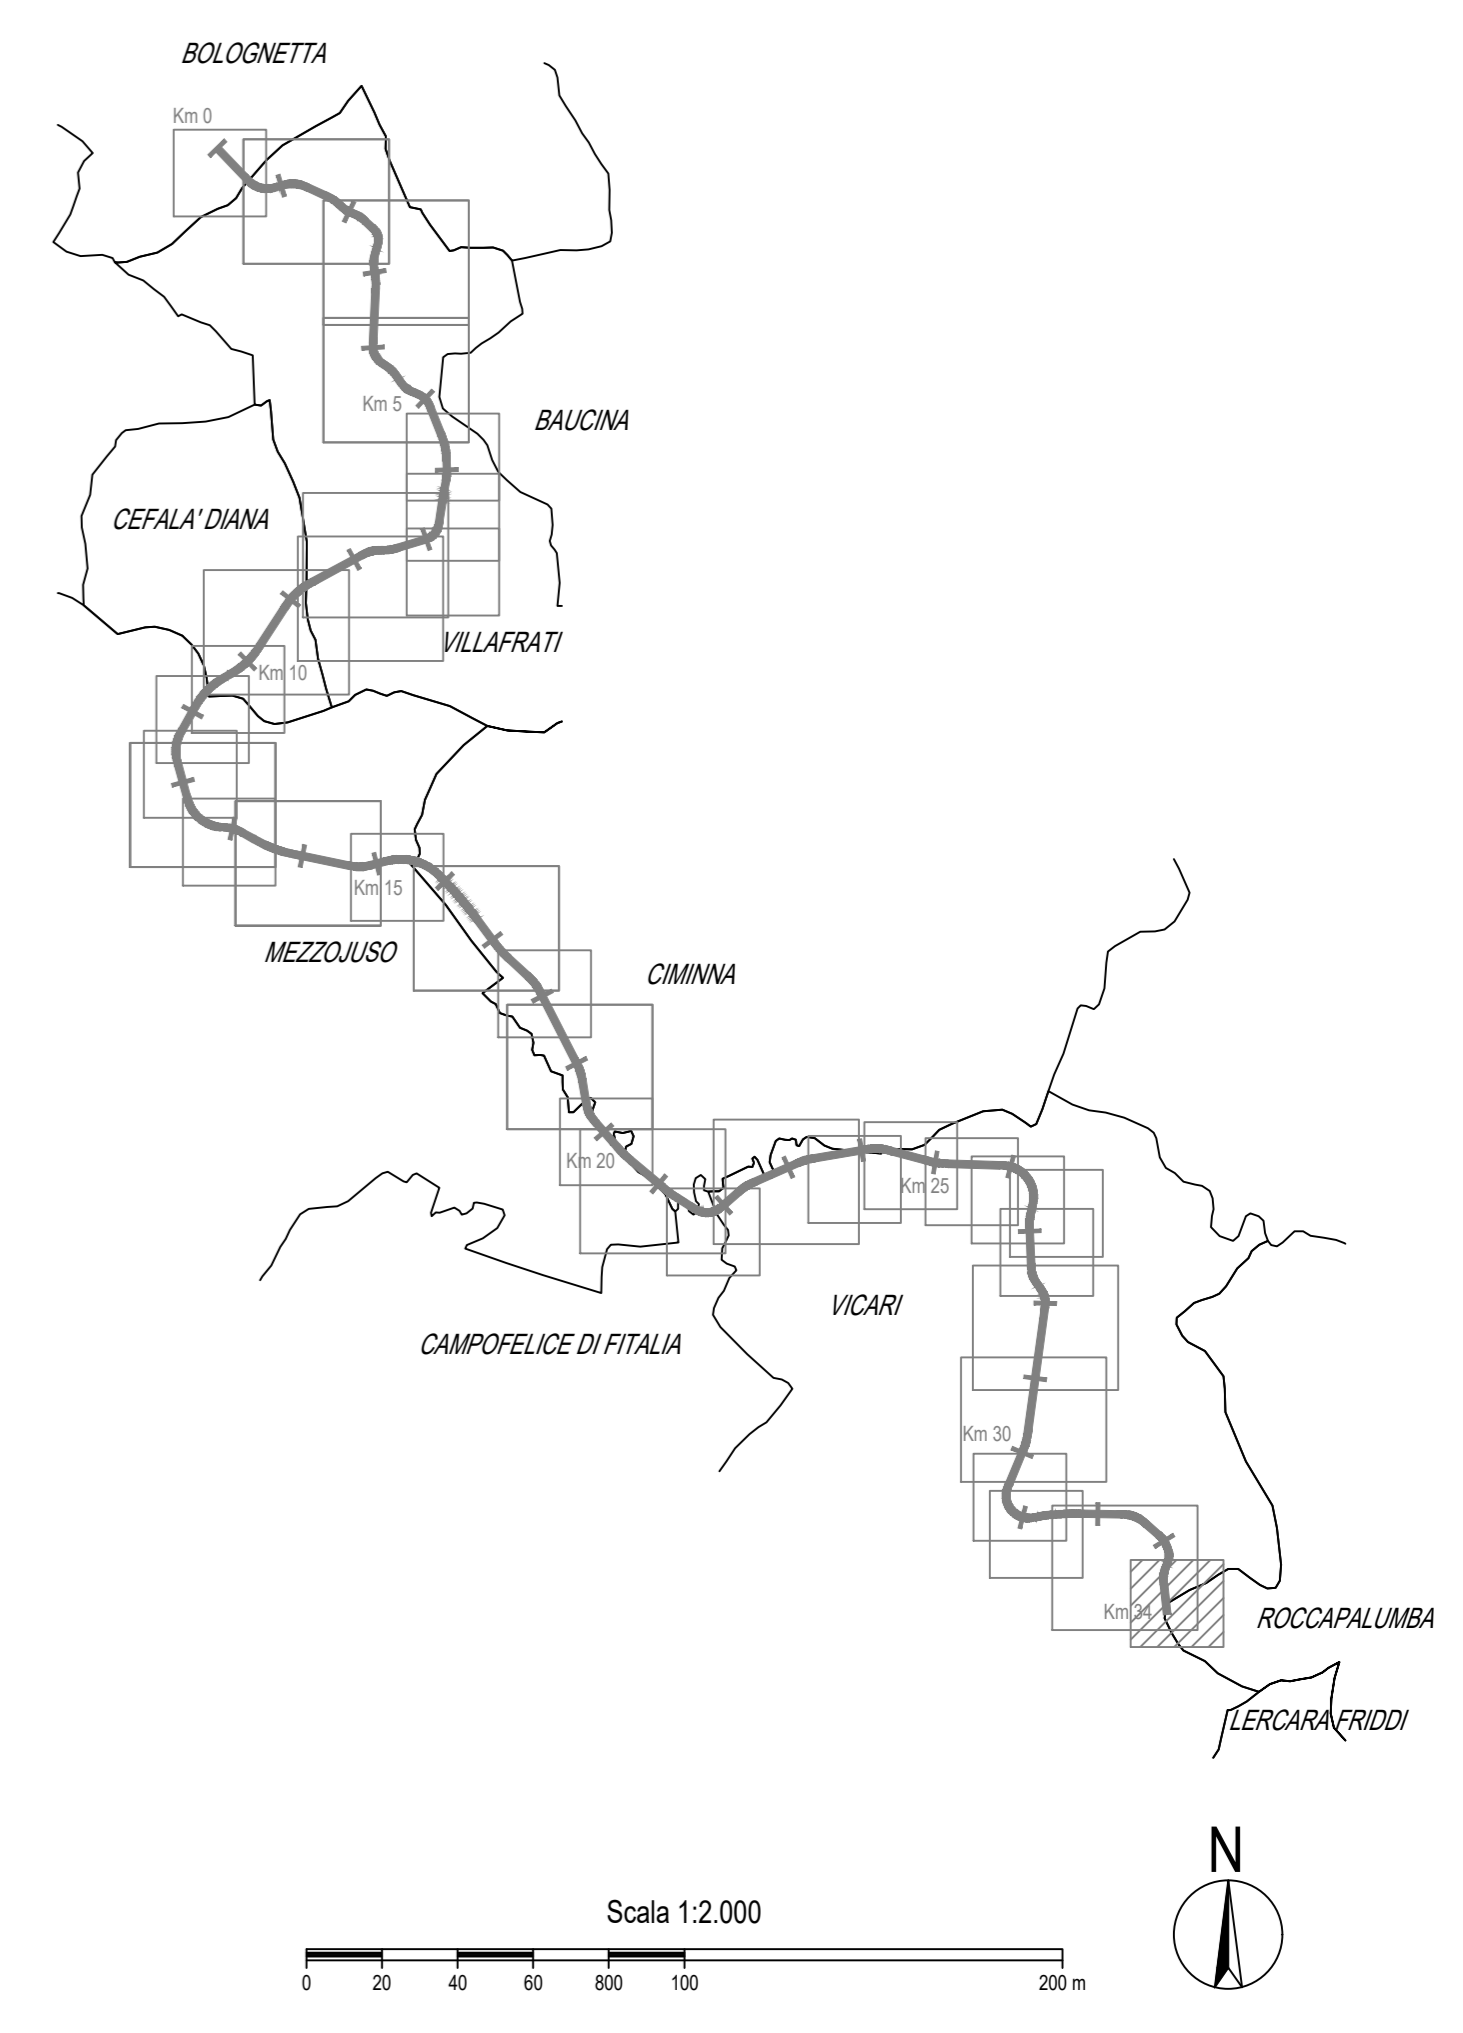 BOLOGNETTA
Km 0
Km 5
BAUCINA
CEFALA' DIANA
VILLAFRATI
Km 10
Km 15
MEZZOJUSO
CIMINNA
Km 20
Km 25
VICARI
CAMPOFELICE DI FITALIA
Km 30
Km 34
ROCCAPALUMBA
LERCARA FRIDDI
N
Scala 1:2.000
0 20 40 60 800 100 200 m